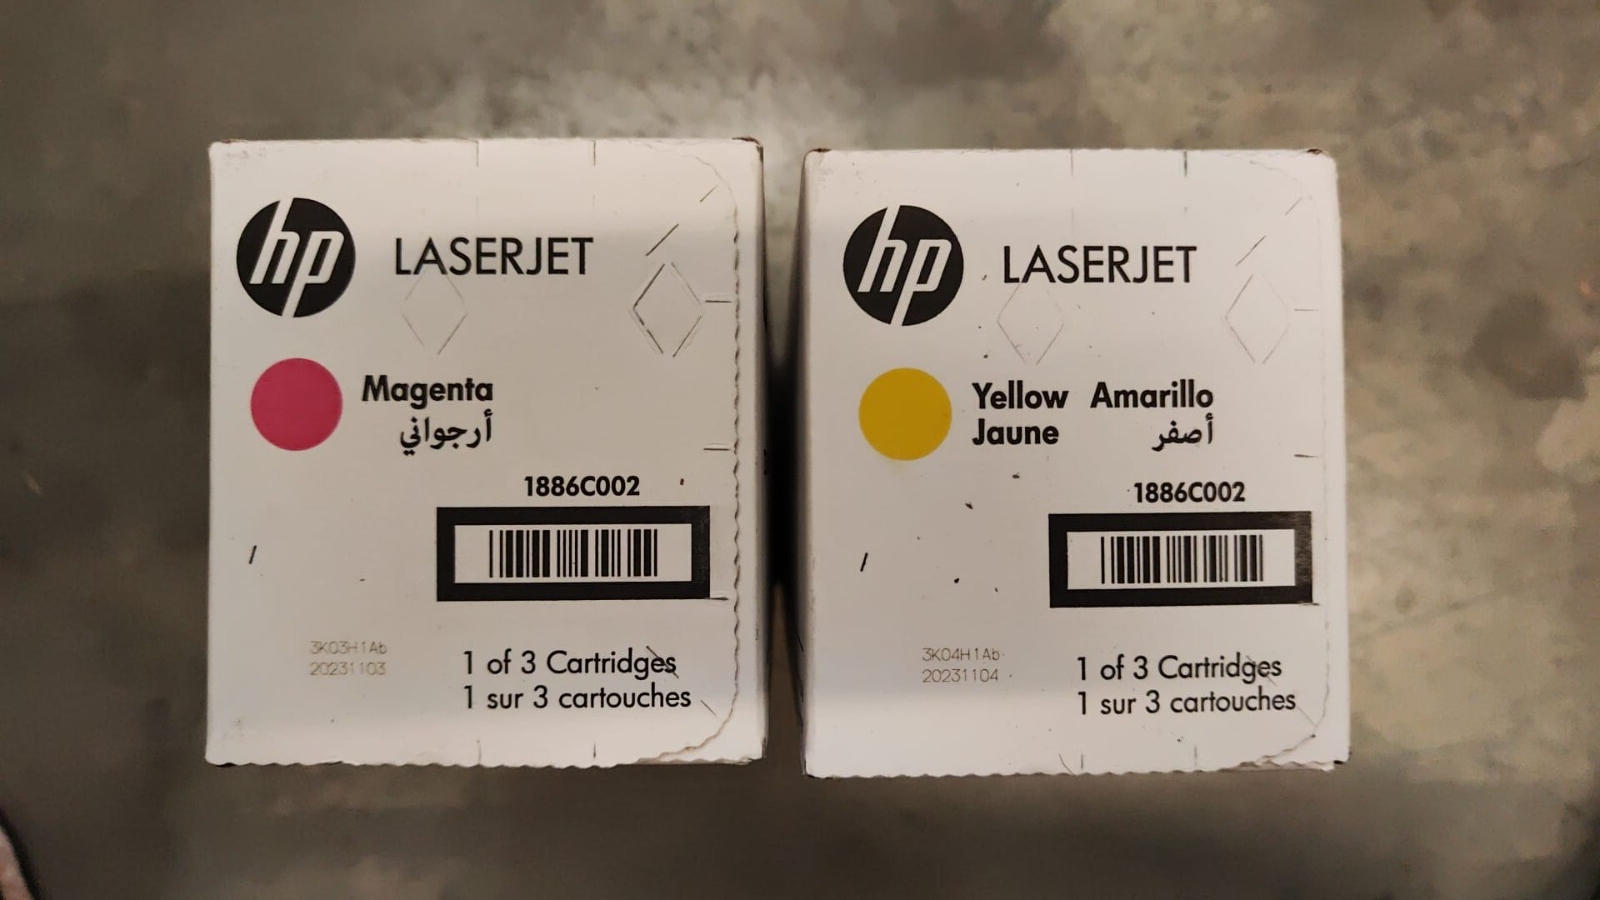 hp LASERJET
Magenta
أرجواني
1886C002
3K03H1Ab
20231103
1 of 3 Cartridges
1 sur 3 cartouches
hp LASERJET
Yellow Amarillo
Jaune أصفر
1886C002
3K04H1Ab
20231104
1 of 3 Cartridges
1 sur 3 cartouches